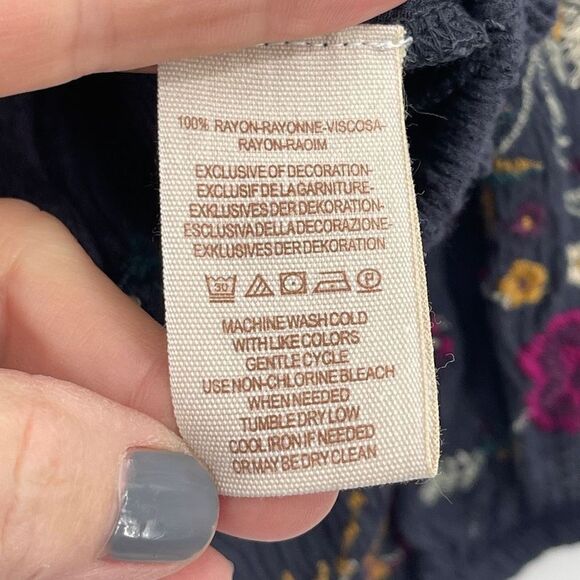 100% RAYON-RAYONNE-VISCOSA-
RAYON-RAOIM
EXCLUSIVE OF DECORATION-
EXCLUSIF DE LA GARNITURE-
EXKLUSIVES DER DEKORATION-
ESCLUSIVA DELLA DECORAZIONE-
EXKLUSIVES DER DEKORATION
30 P
MACHINE WASH COLD
WITH LIKE COLORS
GENTLE CYCLE
USE NON-CHLORINE BLEACH
WHEN NEEDED
TUMBLE DRY LOW
COOL IRON IF NEEDED
OR MAY BE DRY CLEAN